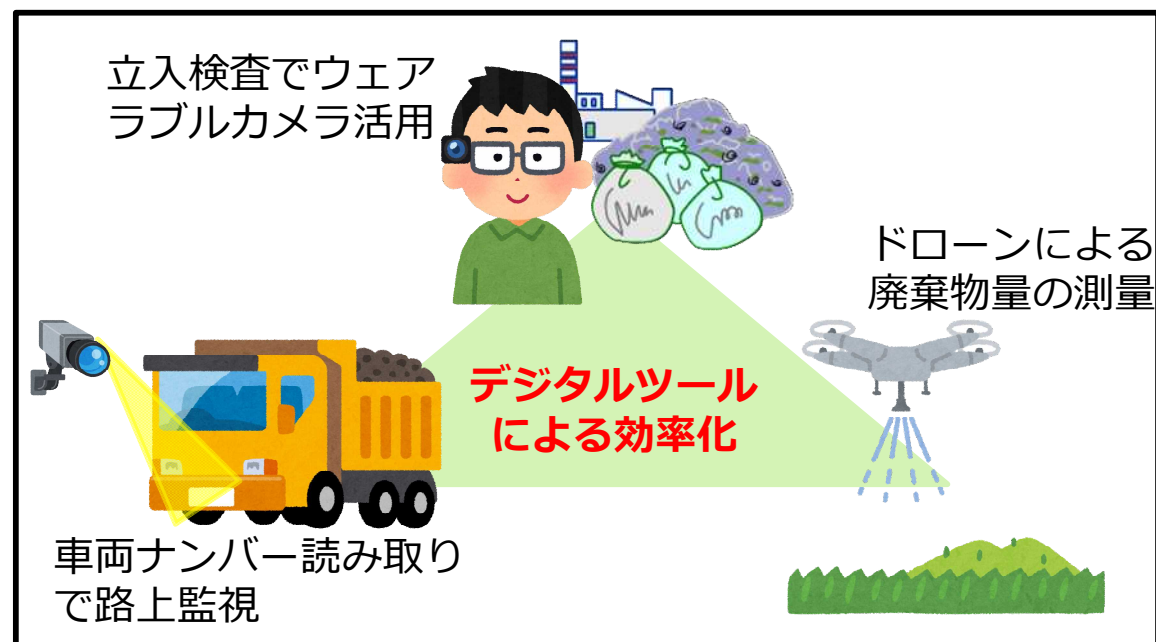 立入検査でウェア
ラブルカメラ活用
ドローンによる
廃棄物量の測量
デジタルツール
による効率化
車両ナンバー読み取り
で路上監視